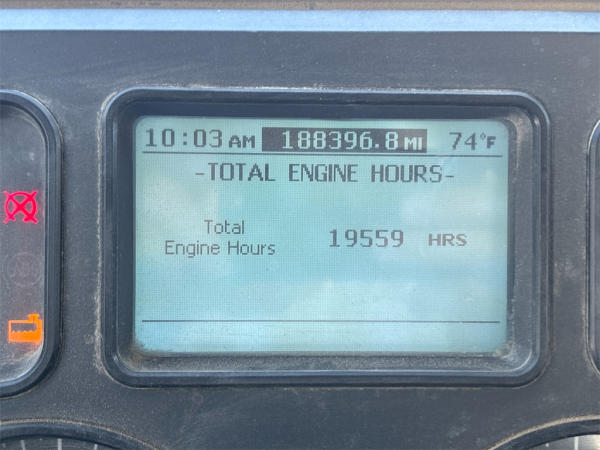 10:03 AM 188396.8 MI 74°F
-TOTAL ENGINE HOURS-
Total
Engine Hours 19559 HRS